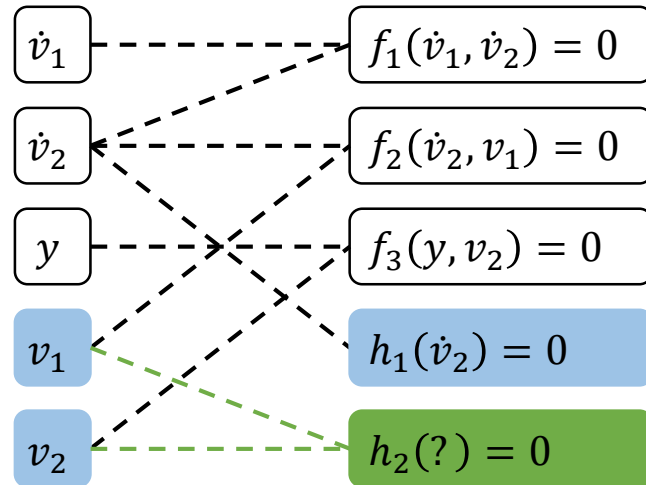 v̇₁ f₁(v̇₁, v̇₂) = 0
v̇₂ f₂(v̇₂, v₁) = 0
y f₃(y, v₂) = 0
v₁ h₁(v̇₂) = 0
v₂ h₂(?) = 0